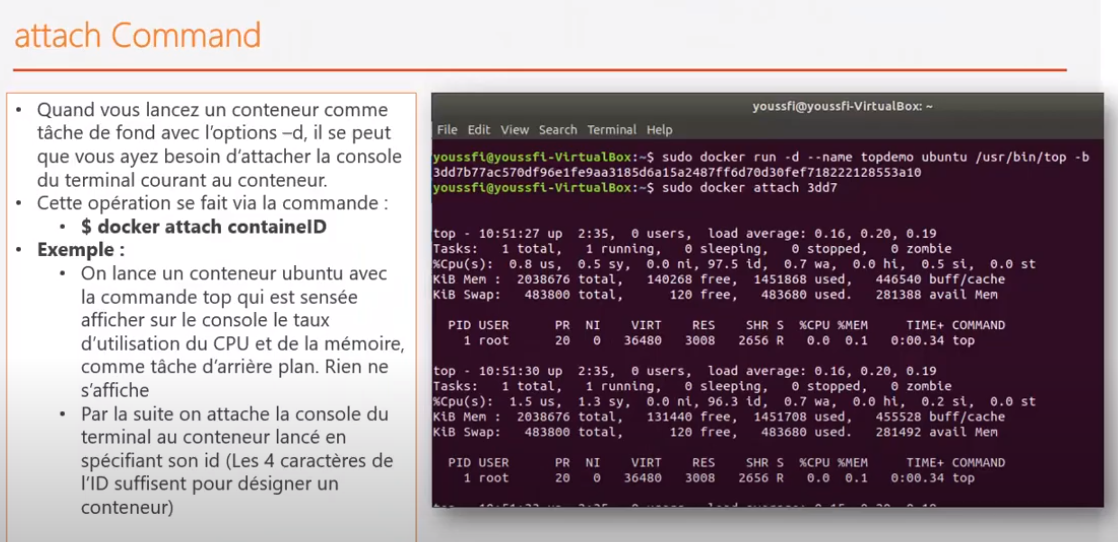 attach Command
• Quand vous lancez un conteneur comme
tâche de fond avec l'options –d, il se peut
que vous ayez besoin d'attacher la console
du terminal courant au conteneur.
• Cette opération se fait via la commande :
• $ docker attach containeID
• Exemple :
• On lance un conteneur ubuntu avec
la commande top qui est sensée
afficher sur le console le taux
d'utilisation du CPU et de la mémoire,
comme tâche d'arrière plan. Rien ne
s'affiche
• Par la suite on attache la console du
terminal au conteneur lancé en
spécifiant son id (Les 4 caractères de
l'ID suffisent pour désigner un
conteneur)
youssfi@youssfi-VirtualBox: ~
File Edit View Search Terminal Help
youssfi@youssfi-VirtualBox:~$ sudo docker run -d --name topdemo ubuntu /usr/bin/top -b
3dd7b77ac570df96e1fe9aa3185d6a15a2487ff6d70d30fef718222128553a10
youssfi@youssfi-VirtualBox:~$ sudo docker attach 3dd7
top - 10:51:27 up  2:35,  0 users,  load average: 0.16, 0.20, 0.19
Tasks:   1 total,   1 running,   0 sleeping,   0 stopped,   0 zombie
%Cpu(s):  0.8 us,  0.5 sy,  0.0 ni, 97.5 id,  0.7 wa,  0.0 hi,  0.5 si,  0.0 st
KiB Mem :  2038676 total,   140268 free,  1451868 used,   446540 buff/cache
KiB Swap:   483800 total,      120 free,   483680 used.   281388 avail Mem
PID USER      PR  NI    VIRT    RES    SHR S  %CPU %MEM     TIME+ COMMAND
1 root      20   0   36480   3008   2656 R   0.0  0.1   0:00.34 top
top - 10:51:30 up  2:35,  0 users,  load average: 0.16, 0.20, 0.19
Tasks:   1 total,   1 running,   0 sleeping,   0 stopped,   0 zombie
%Cpu(s):  1.5 us,  1.3 sy,  0.0 ni, 96.3 id,  0.7 wa,  0.0 hi,  0.2 si,  0.0 st
KiB Mem :  2038676 total,   131440 free,  1451708 used,   455528 buff/cache
KiB Swap:   483800 total,      120 free,   483680 used.   281492 avail Mem
PID USER      PR  NI    VIRT    RES    SHR S  %CPU %MEM     TIME+ COMMAND
1 root      20   0   36480   3008   2656 R   0.0  0.1   0:00.34 top